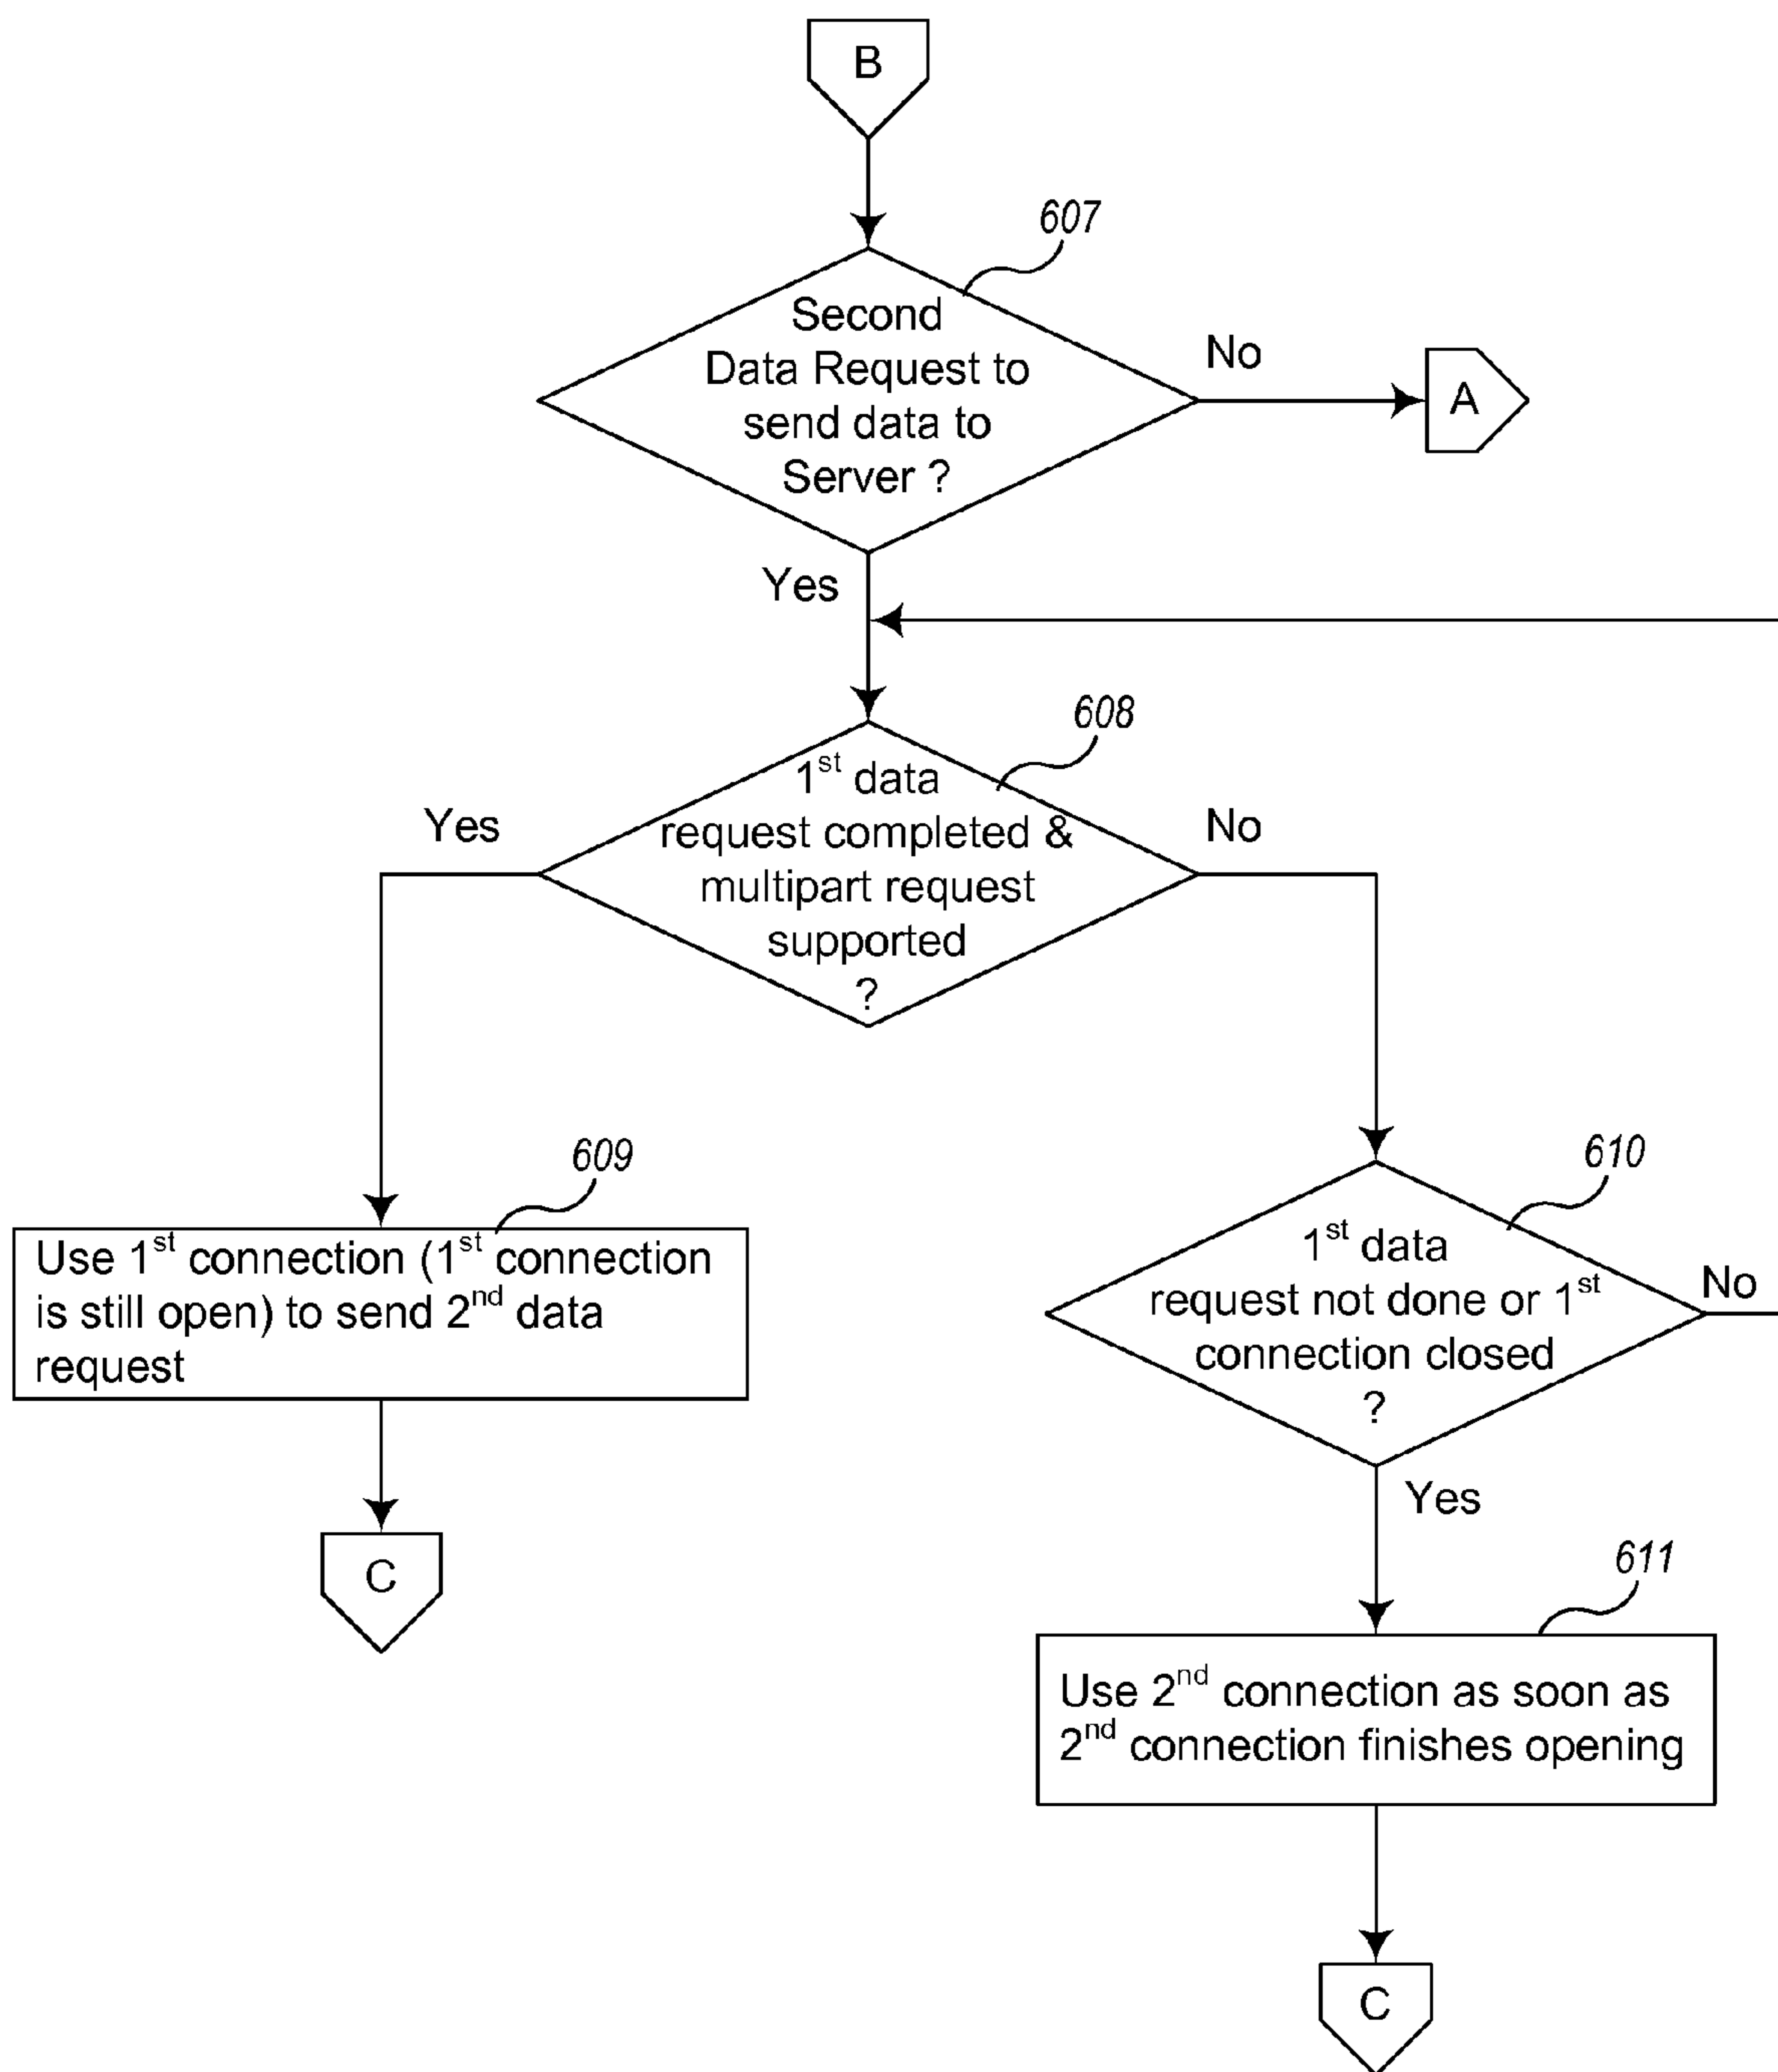 B
607
Second
Data Request to
send data to
Server ?
No
A
Yes
608
1st data
request completed &
multipart request
supported
?
Yes
No
609
Use 1st connection (1st connection
is still open) to send 2nd data
request
C
610
1st data
request not done or 1st
connection closed
?
No
Yes
611
Use 2nd connection as soon as
2nd connection finishes opening
C